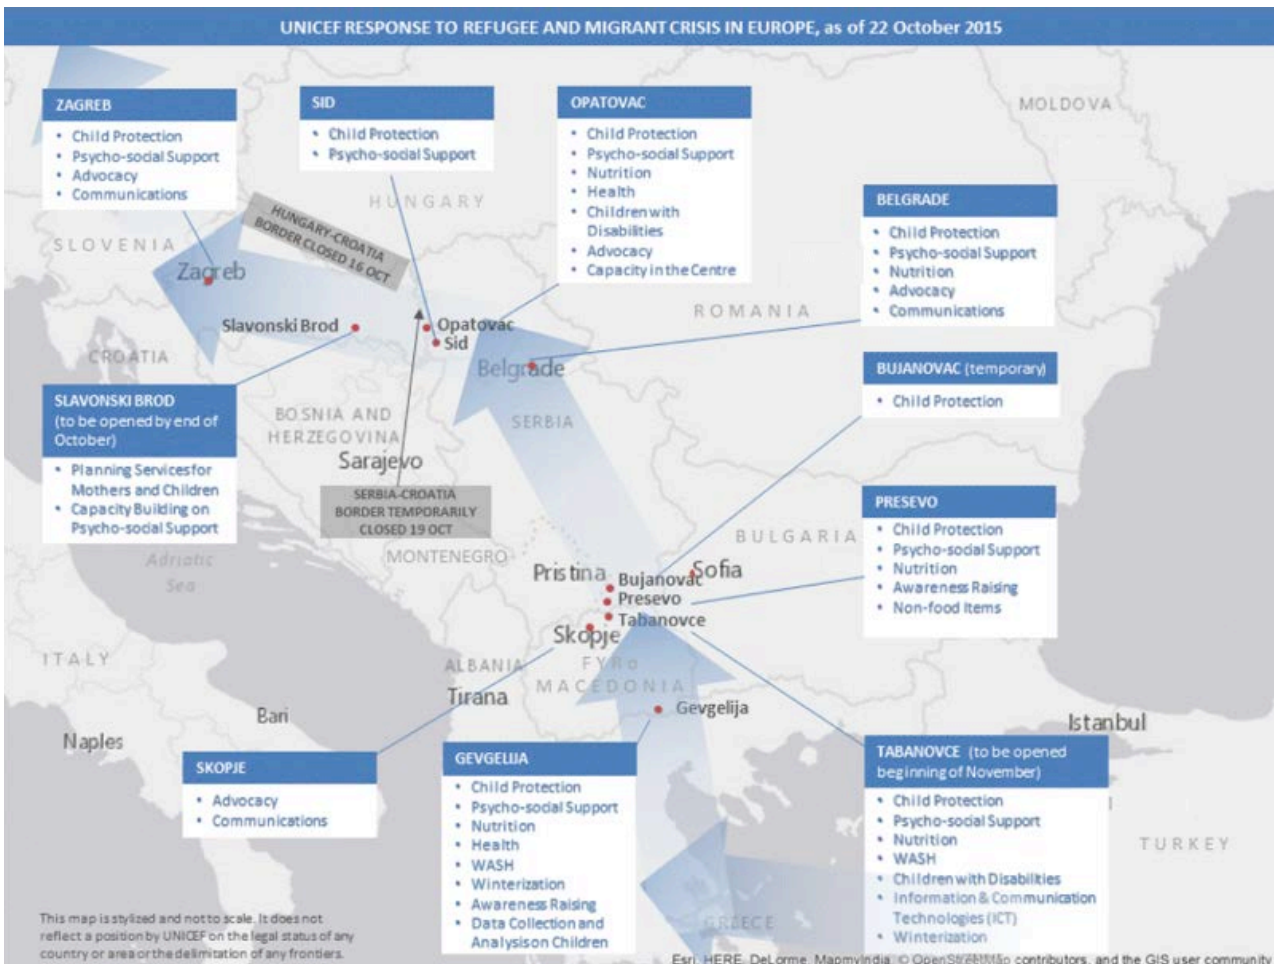 UNICEF RESPONSE TO REFUGEE AND MIGRANT CRISIS IN EUROPE, as of 22 October 2015
ZAGREB
• Child Protection
• Psycho-social Support
• Advocacy
• Communications
SID
• Child Protection
• Psycho-social Support
OPATOVAC
• Child Protection
• Psycho-social Support
• Nutrition
• Health
• Children with
Disabilities
• Advocacy
• Capacity in the Centre
MOLDOVA
BELGRADE
• Child Protection
• Psycho-social Support
• Nutrition
• Advocacy
• Communications
HUNGARY
HUNGARY-CROATIA
BORDER CLOSED 16 OCT
SLOVENIA
Zagreb
ROMANIA
Slavonski Brod
Opatovac
Sid
CROATIA
Belgrade
BUJANOVAC (temporary)
• Child Protection
SLAVONSKI BROD
(to be opened by end of
October)
• Planning Services for
Mothers and Children
• Capacity Building on
Psycho-social Support
BOSNIA AND
HERZEGOVINA
SERBIA
Sarajevo
SERBIA-CROATIA
BORDER TEMPORARILY
CLOSED 19 OCT
PRESEVO
• Child Protection
• Psycho-social Support
• Nutrition
• Awareness Raising
• Non-food Items
Adriatic
Sea
MONTENEGRO
BULGARIA
Pristina
Bujanovac
Sofia
Presevo
Tabanovce
Skopje
ITALY
ALBANIA
FYRo
MACEDONIA
Tirana
Gevgelija
Bari
Naples
Istanbul
SKOPJE
• Advocacy
• Communications
GEVGELIJA
• Child Protection
• Psycho-social Support
• Nutrition
• Health
• WASH
• Winterization
• Awareness Raising
• Data Collection and
Analysis on Children
TABANOVCE (to be opened
beginning of November)
• Child Protection
• Psycho-social Support
• Nutrition
• WASH
• Children with Disabilities
• Information & Communication
Technologies (ICT)
• Winterization
TURKEY
GREECE
This map is stylized and not to scale. It does not
reflect a position by UNICEF on the legal status of any
country or area or the delimitation of any frontiers.
Esri, HERE, DeLorme, MapmyIndia, © OpenStreetMap contributors, and the GIS user community